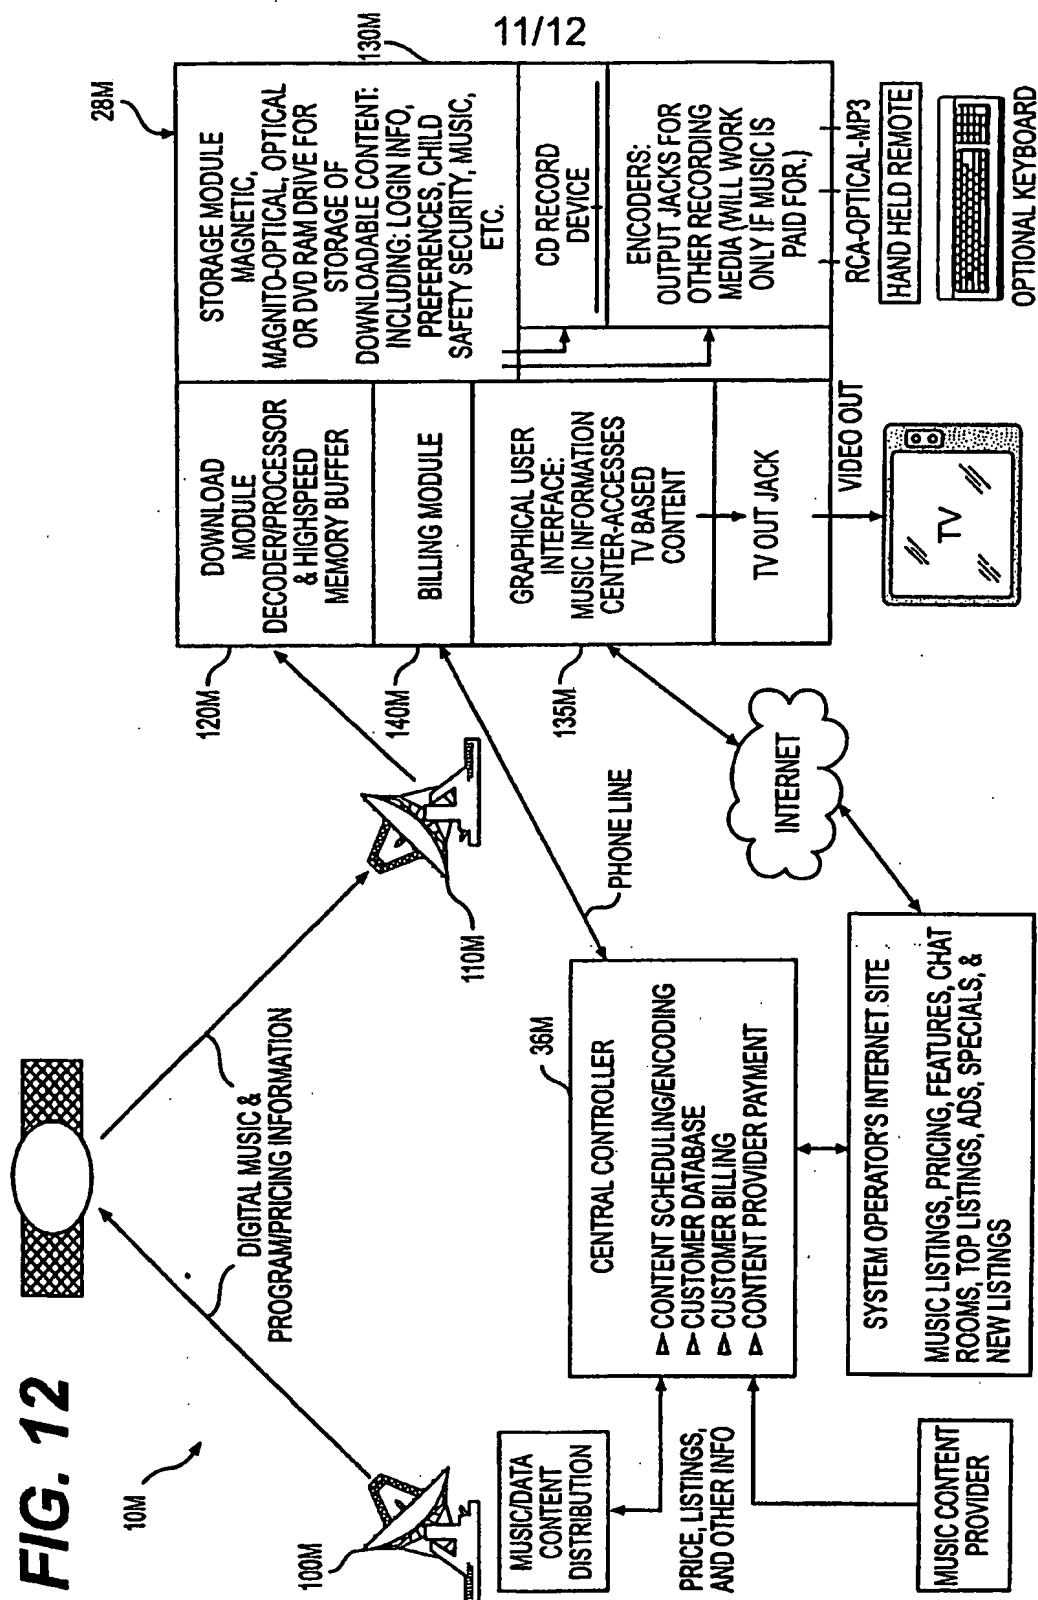 11/12
FIG. 12
10M
100M
DIGITAL MUSIC &
PROGRAM/PRICING INFORMATION
110M
28M
120M
DOWNLOAD
MODULE
DECODER/PROCESSOR
& HIGHSPEED
MEMORY BUFFER
140M
BILLING MODULE
135M
GRAPHICAL USER
INTERFACE:
MUSIC INFORMATION
CENTER-ACCESSES
TV BASED
CONTENT
TV OUT JACK
VIDEO OUT
TV
130M
STORAGE MODULE
MAGNETIC,
MAGNITO-OPTICAL, OPTICAL
OR DVD RAM DRIVE FOR
STORAGE OF
DOWNLOADABLE CONTENT:
INCLUDING: LOGIN INFO,
PREFERENCES, CHILD
SAFETY SECURITY, MUSIC,
ETC.
CD RECORD
DEVICE
ENCODERS:
OUTPUT JACKS FOR
OTHER RECORDING
MEDIA (WILL WORK
ONLY IF MUSIC IS
PAID FOR.)
RCA-OPTICAL-MP3
HAND HELD REMOTE
OPTIONAL KEYBOARD
MUSIC/DATA
CONTENT
DISTRIBUTION
PRICE, LISTINGS,
AND OTHER INFO
MUSIC CONTENT
PROVIDER
36M
CENTRAL CONTROLLER
CONTENT SCHEDULING/ENCODING
CUSTOMER DATABASE
CUSTOMER BILLING
CONTENT PROVIDER PAYMENT
PHONE LINE
INTERNET
SYSTEM OPERATOR'S INTERNET SITE
MUSIC LISTINGS, PRICING, FEATURES, CHAT
ROOMS, TOP LISTINGS, ADS, SPECIALS, &
NEW LISTINGS